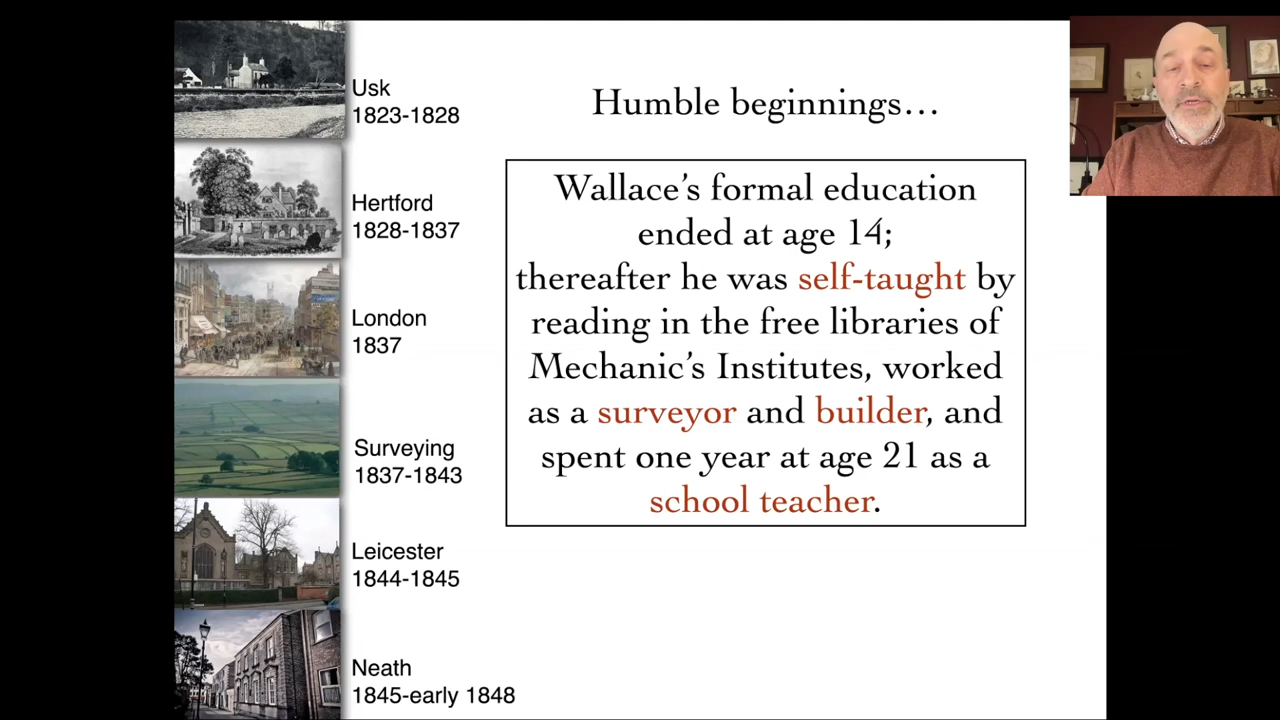 Usk
1823-1828
Hertford
1828-1837
London
1837
Surveying
1837-1843
Leicester
1844-1845
Neath
1845-early 1848
Humble beginnings…
Wallace’s formal education
ended at age 14;
thereafter he was self-taught by
reading in the free libraries of
Mechanic’s Institutes, worked
as a surveyor and builder, and
spent one year at age 21 as a
school teacher.